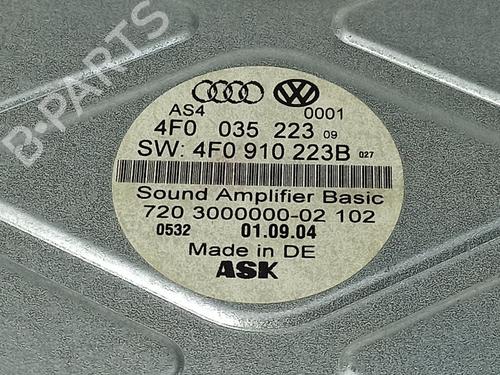 B-PARTS
AS4 0001
4F0 035 223 09
SW: 4F0 910 223B 027
Sound Amplifier Basic
720 3000000-02 102
0532 01.09.04
Made in DE
ASK